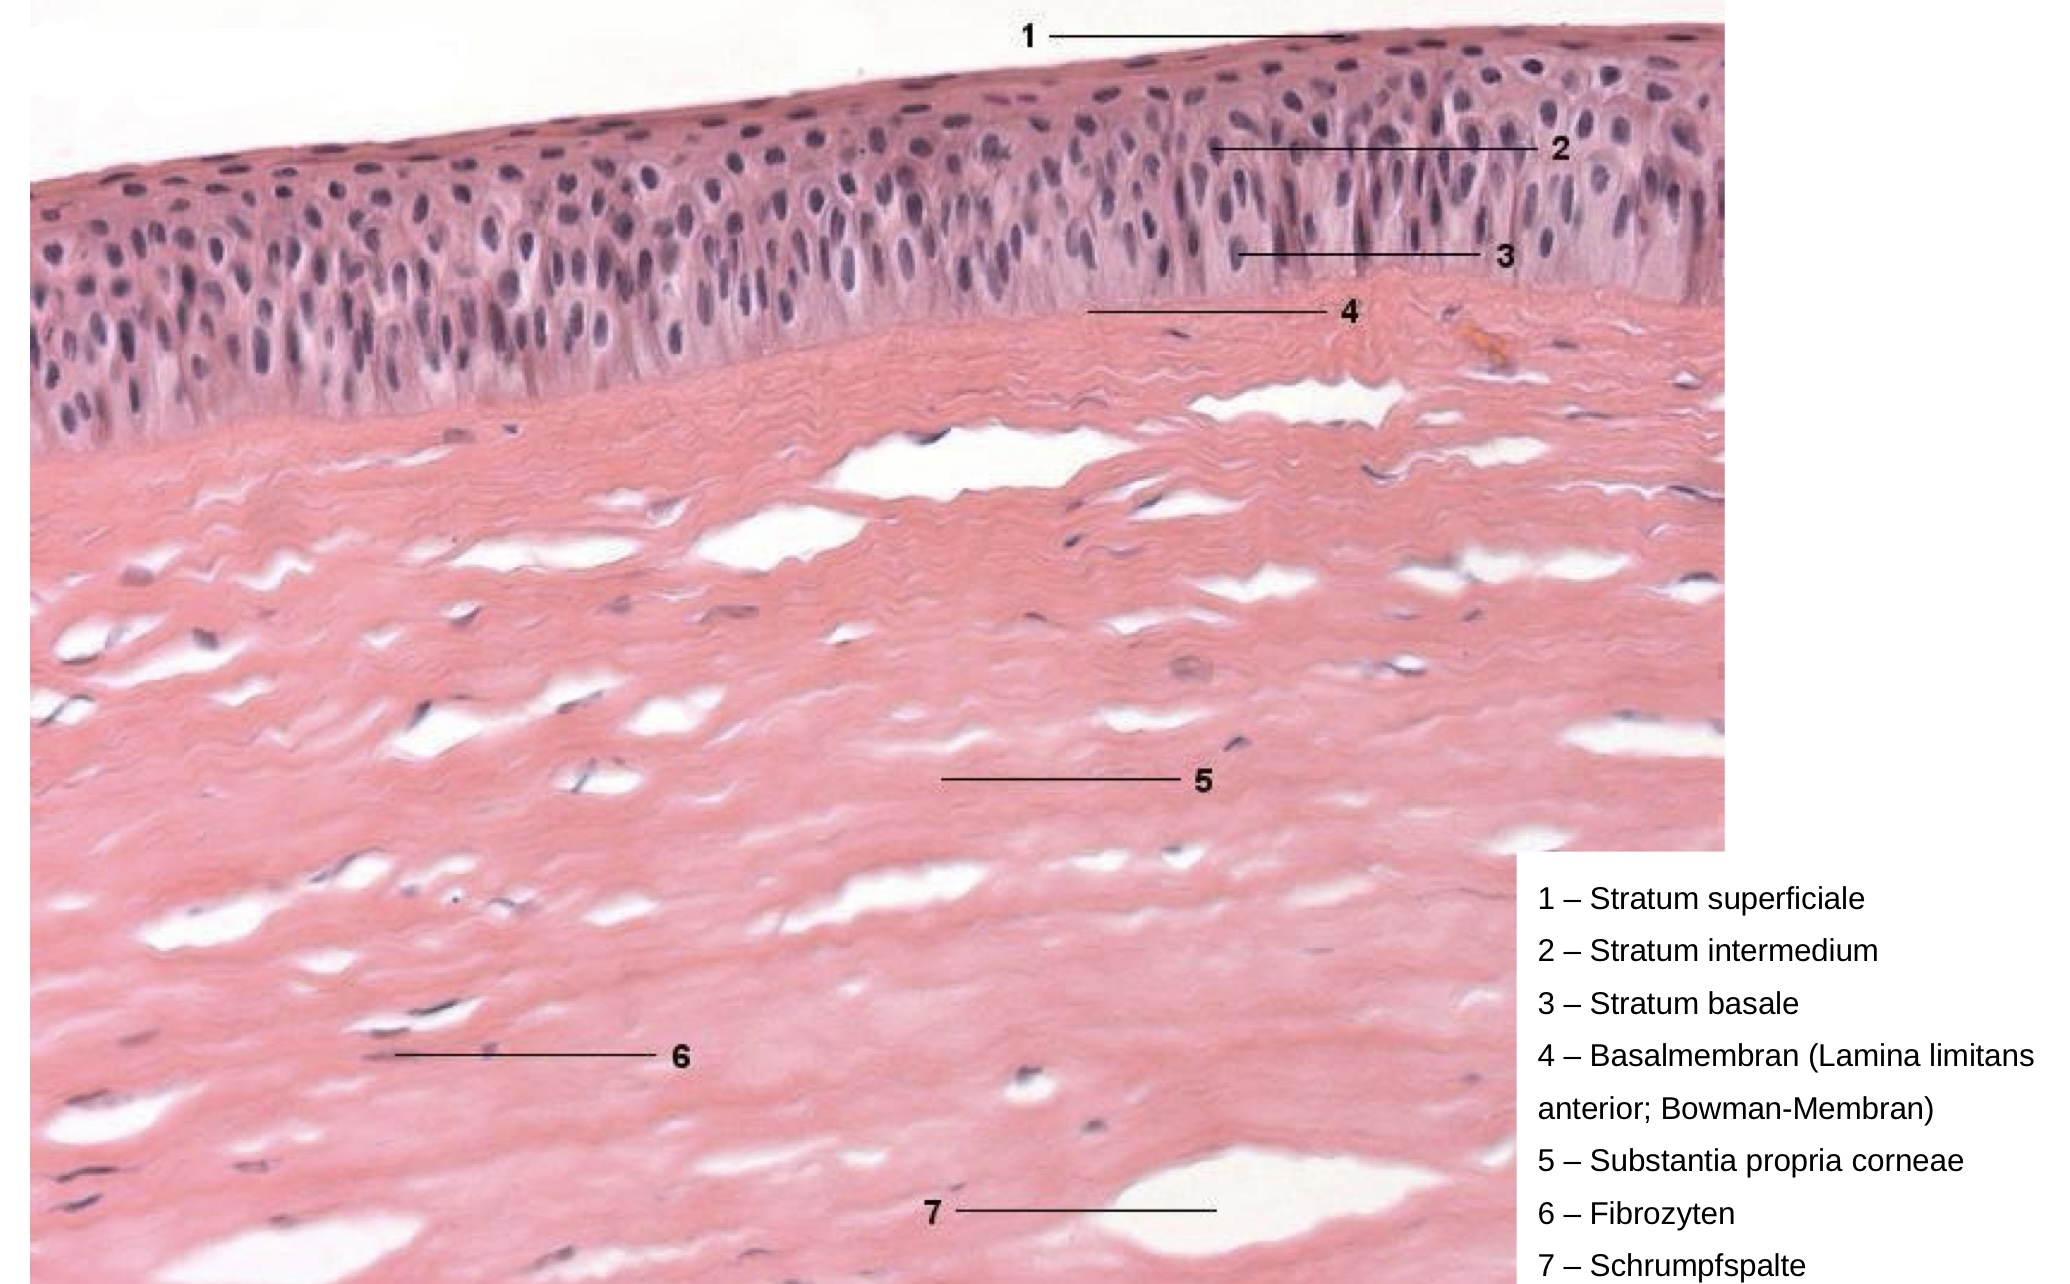 1
2
3
4
5
6
7
1 – Stratum superficiale
2 – Stratum intermedium
3 – Stratum basale
4 – Basalmembran (Lamina limitans
anterior; Bowman-Membran)
5 – Substantia propria corneae
6 – Fibrozyten
7 – Schrumpfspalte